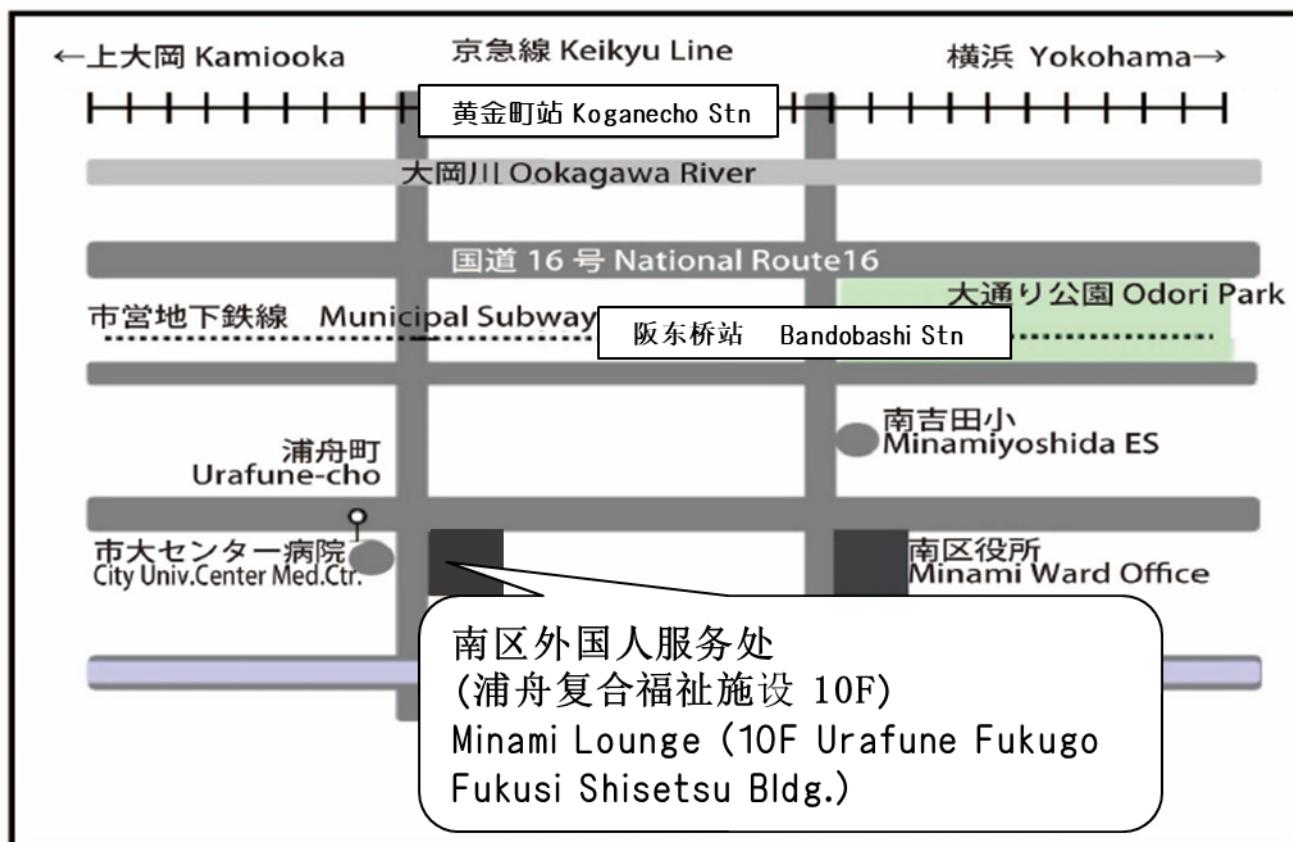 ←上大岡 Kamiooka
京急線 Keikyu Line
横浜 Yokohama→
黄金町站 Koganecho Stn
大岡川 Ookagawa River
国道 16 号 National Route16
大通り公園 Odori Park
市営地下鉄線 Municipal Subway
阪东桥站 Bandobashi Stn
南吉田小
Minamiyoshida ES
浦舟町
Urafune-cho
市大センター病院
City Univ.Center Med.Ctr.
南区役所
Minami Ward Office
南区外国人服务处
(浦舟复合福祉施设 10F)
Minami Lounge (10F Urafune Fukugo
Fukusi Shisetsu Bldg.)